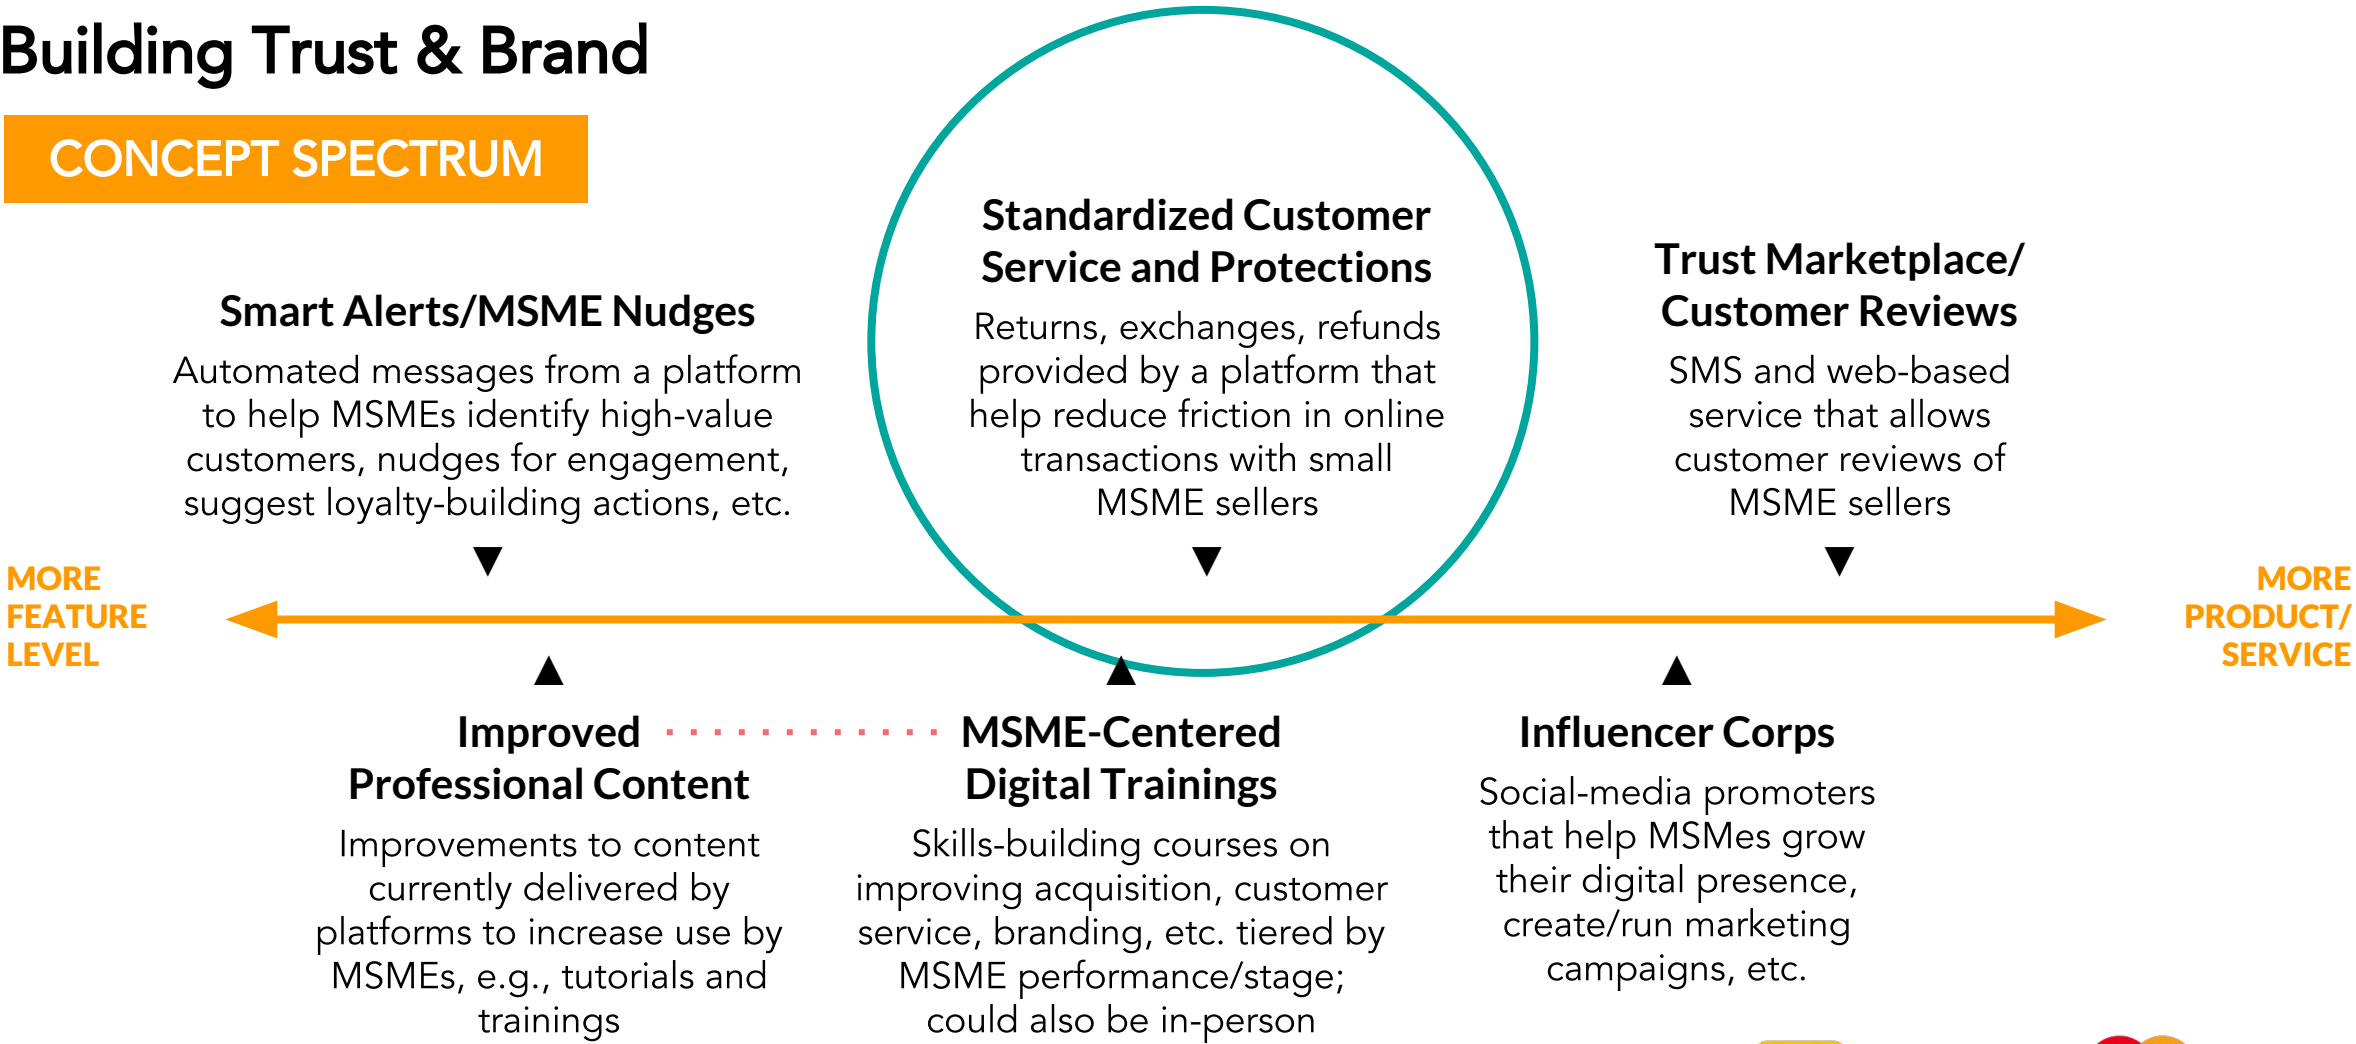 Building Trust & Brand
CONCEPT SPECTRUM
Smart Alerts/MSME Nudges
Automated messages from a platform
to help MSMEs identify high-value
customers, nudges for engagement,
suggest loyalty-building actions, etc.
Standardized Customer
Service and Protections
Returns, exchanges, refunds
provided by a platform that
help reduce friction in online
transactions with small
MSME sellers
Trust Marketplace/
Customer Reviews
SMS and web-based
service that allows
customer reviews of
MSME sellers
MORE
FEATURE
LEVEL
MORE
PRODUCT/
SERVICE
Improved
Professional Content
Improvements to content
currently delivered by
platforms to increase use by
MSMEs, e.g., tutorials and
trainings
MSME-Centered
Digital Trainings
Skills-building courses on
improving acquisition, customer
service, branding, etc. tiered by
MSME performance/stage;
could also be in-person
Influencer Corps
Social-media promoters
that help MSMes grow
their digital presence,
create/run marketing
campaigns, etc.